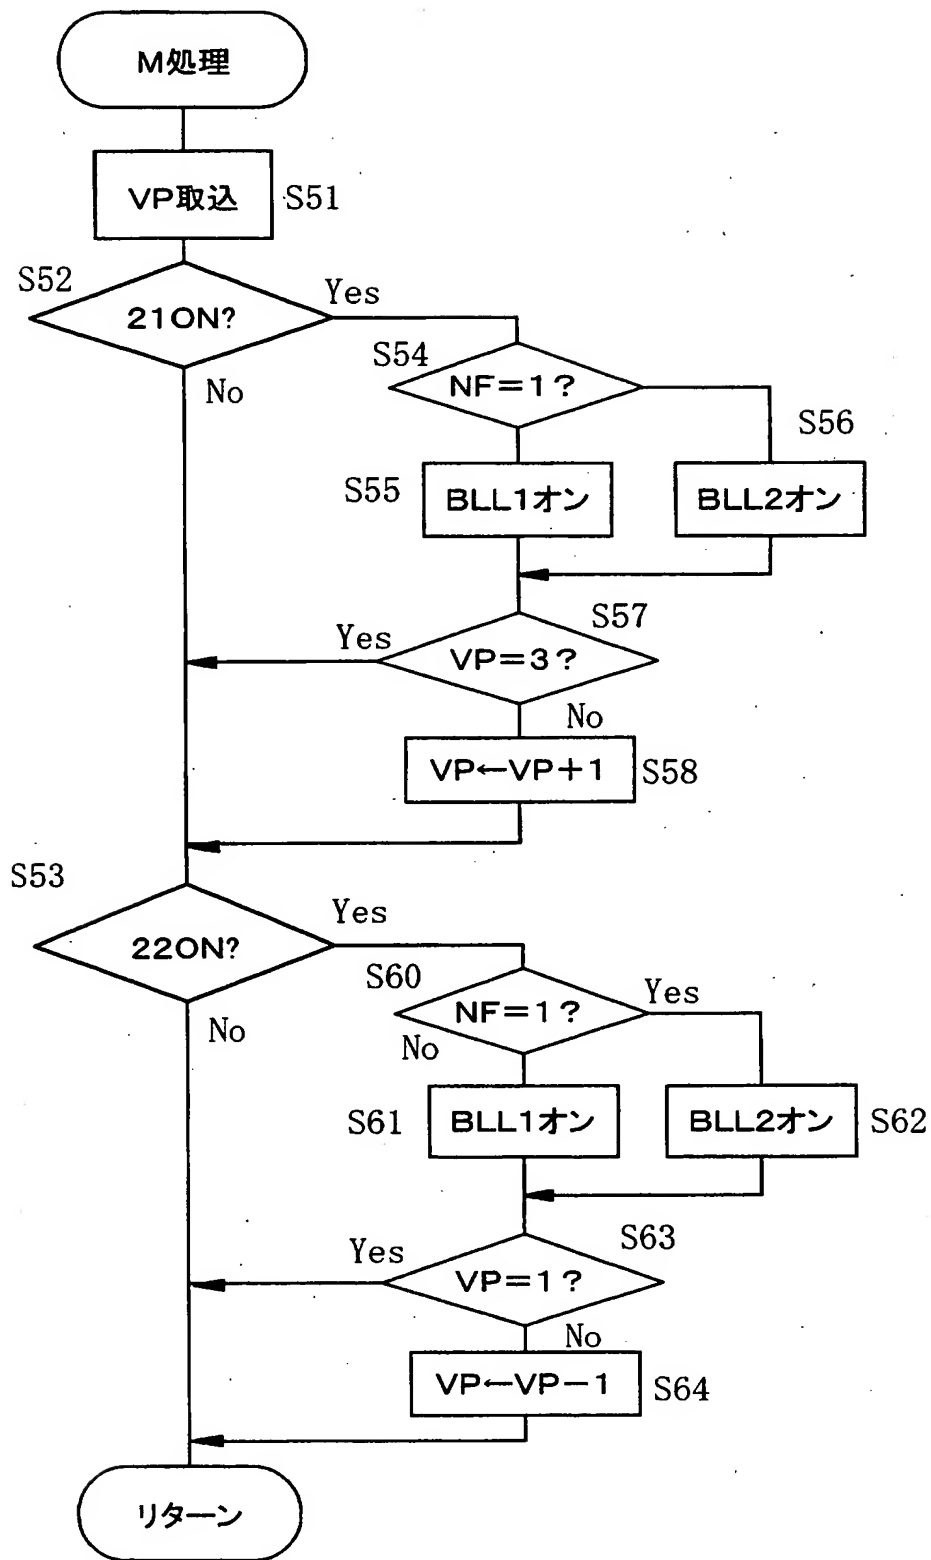 M処理
VP取込 S51
S52
21ON?
Yes
No
S54
NF=1?
S56
S55
BLL1オン
BLL2オン
S57
Yes
VP=3?
No
VP←VP+1 S58
S53
22ON?
Yes
No
S60
NF=1?
Yes
No
S61
BLL1オン
BLL2オン S62
S63
Yes
VP=1?
No
VP←VP-1 S64
リターン